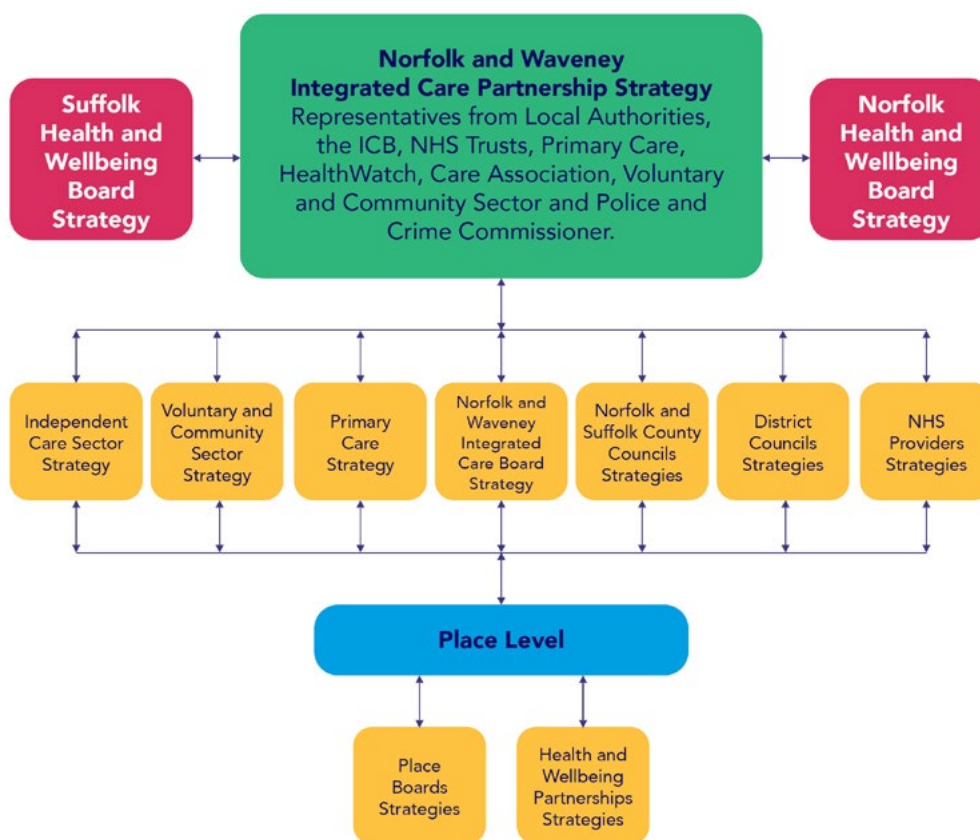 Norfolk and Waveney
Integrated Care Partnership Strategy
Representatives from Local Authorities,
the ICB, NHS Trusts, Primary Care,
HealthWatch, Care Association, Voluntary
and Community Sector and Police and
Crime Commissioner.
Suffolk
Health and
Wellbeing
Board
Strategy
Norfolk
Health and
Wellbeing
Board
Strategy
Independent
Care Sector
Strategy
Voluntary and
Community
Sector
Strategy
Primary
Care
Strategy
Norfolk and
Waveney
Integrated
Care Board
Strategy
Norfolk and
Suffolk County
Councils
Strategies
District
Councils
Strategies
NHS
Providers
Strategies
Place Level
Place
Boards
Strategies
Health and
Wellbeing
Partnerships
Strategies